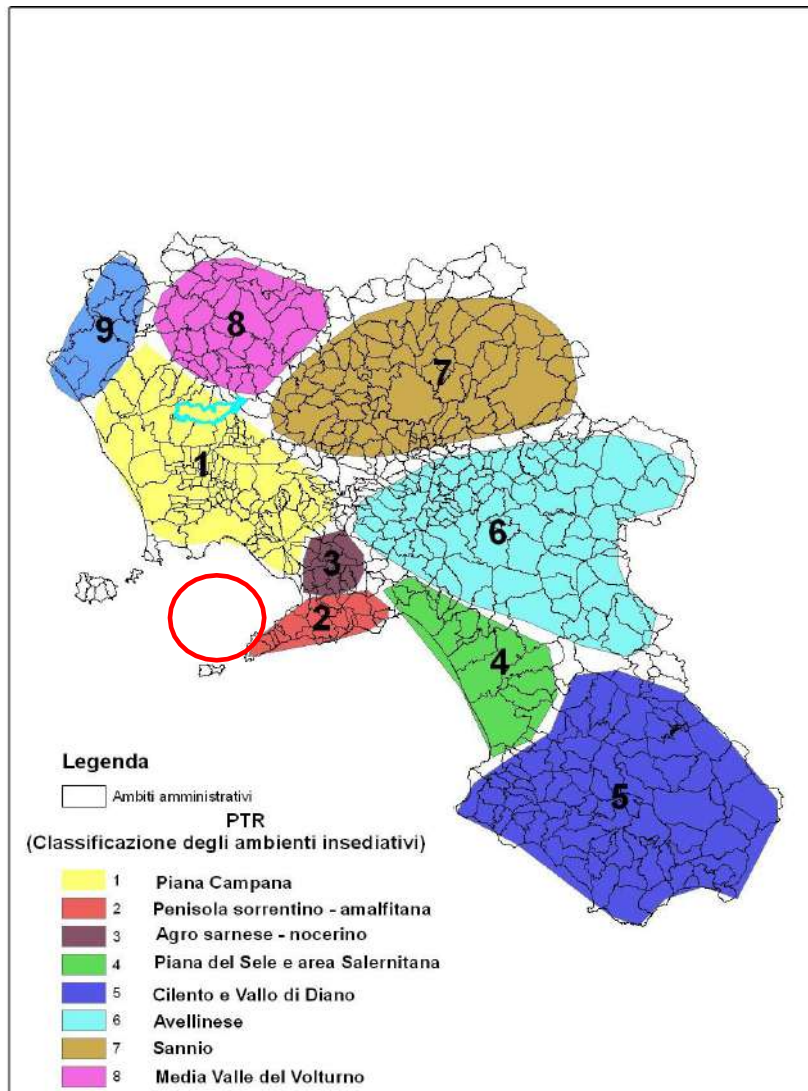 9
8
7
1
6
3
2
4
5
Legenda
Ambiti amministrativi
PTR
(Classificazione degli ambienti insediativi)
1 Piana Campana
2 Penisola sorrentino - amalfitana
3 Agro sarnese - nocerino
4 Piana del Sele e area Salernitana
5 Cilento e Vallo di Diano
6 Avellinese
7 Sannio
8 Media Valle del Volturno